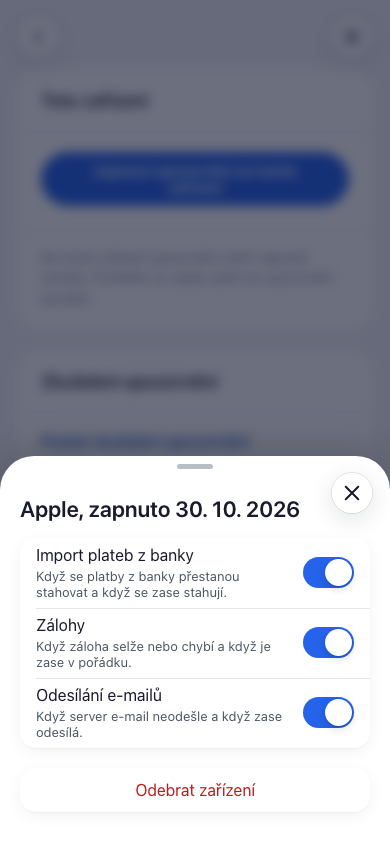 Toto zařízení
Apple, zapnuto 30. 10. 2026
Import plateb z banky
Když se platby z banky přestanou
stahovat a když se zase stahují.
Zálohy
Když záloha selže nebo chybí a když je
zase v pořádku.
Odesílání e-mailů
Když server e-mail neodešle a když zase
odesílá.
Odebrat zařízení